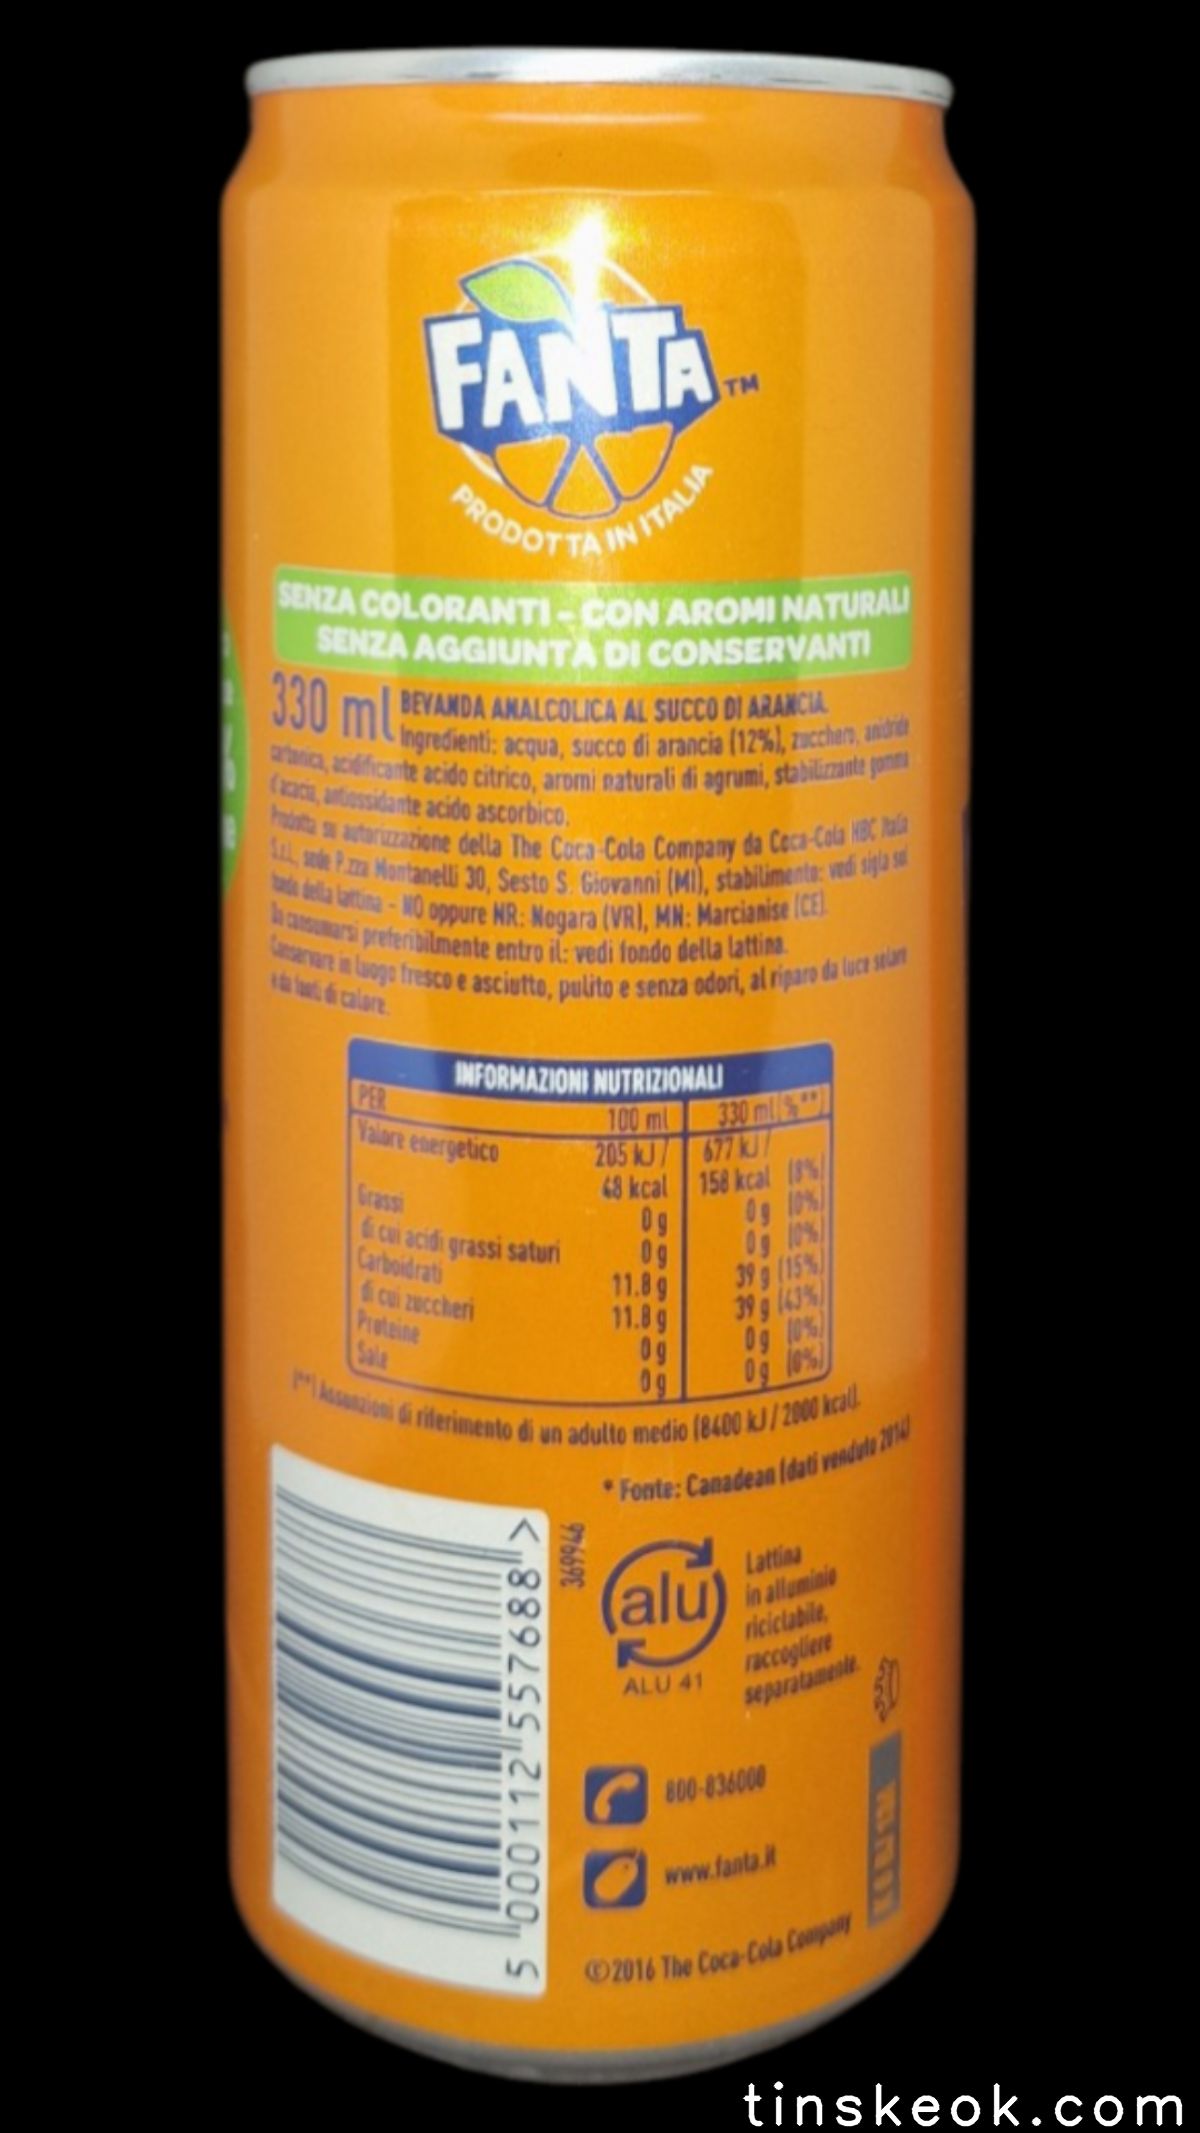 FANTA™
PRODOTTA IN ITALIA
SENZA COLORANTI – CON AROMI NATURALI
SENZA AGGIUNTA DI CONSERVANTI
330 ml BEVANDA ANALCOLICA AL SUCCO DI ARANCIA.
Ingredienti: acqua, succo di arancia (12%), zucchero, anidride
carbonica, acidificante acido citrico, aromi naturali di agrumi, stabilizzante gomma
d'acacia, antiossidante acido ascorbico.
Prodotta su autorizzazione della The Coca-Cola Company da Coca-Cola HBC Italia
S.r.l., sede P.zza Montanelli 30, Sesto S. Giovanni (MI), stabilimento: vedi sigla sul
fondo della lattina – NO oppure NR: Nogara (VR), MN: Marcianise (CE).
Da consumarsi preferibilmente entro il: vedi fondo della lattina.
Conservare in luogo fresco e asciutto, pulito e senza odori, al riparo da luce solare
e da fonti di calore.
INFORMAZIONI NUTRIZIONALI
PER 100 ml 330 ml (%**)
Valore energetico 205 kJ / 677 kJ /
48 kcal 158 kcal (8%)
Grassi 0 g 0 g (0%)
di cui acidi grassi saturi 0 g 0 g (0%)
Carboidrati 11.8 g 39 g (15%)
di cui zuccheri 11.8 g 39 g (43%)
Proteine 0 g 0 g (0%)
Sale 0 g 0 g (0%)
(**) Assunzioni di riferimento di un adulto medio (8400 kJ / 2000 kcal).
* Fonte: Canadean (dati venduto 2014)
5 000112 557688 >
369946
alu
ALU 41
Lattina
in alluminio
riciclabile,
raccogliere
separatamente.
800-836000
www.fanta.it
©2016 The Coca-Cola Company
tinskeok.com